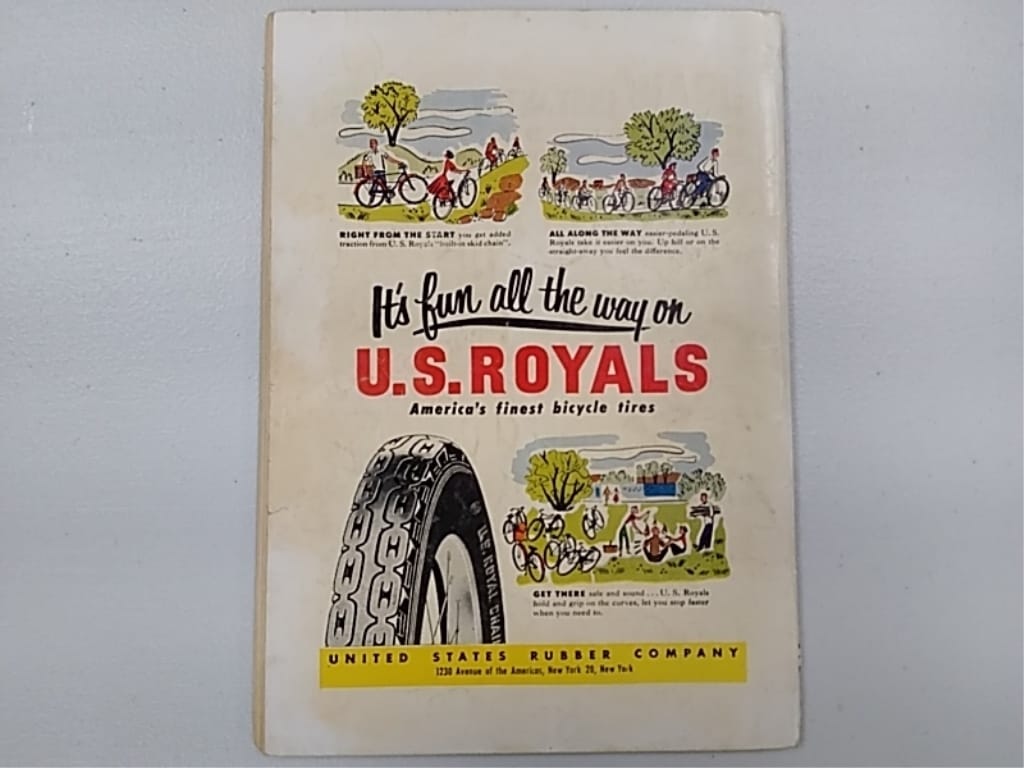 RIGHT FROM THE START you get added
traction from U. S. Royals "built-in skid chain".
ALL ALONG THE WAY easier-pedaling U. S.
Royals take it easier on you. Up hill or on the
straight-away you feel the difference.
It's fun all the way on
U.S.ROYALS
America's finest bicycle tires
U.S. ROYAL CHAIN
GET THERE safe and sound . . . U. S. Royals
hold and grip on the curves, let you stop faster
when you need to.
UNITED STATES RUBBER COMPANY
1230 Avenue of the Americas, New York 20, New York